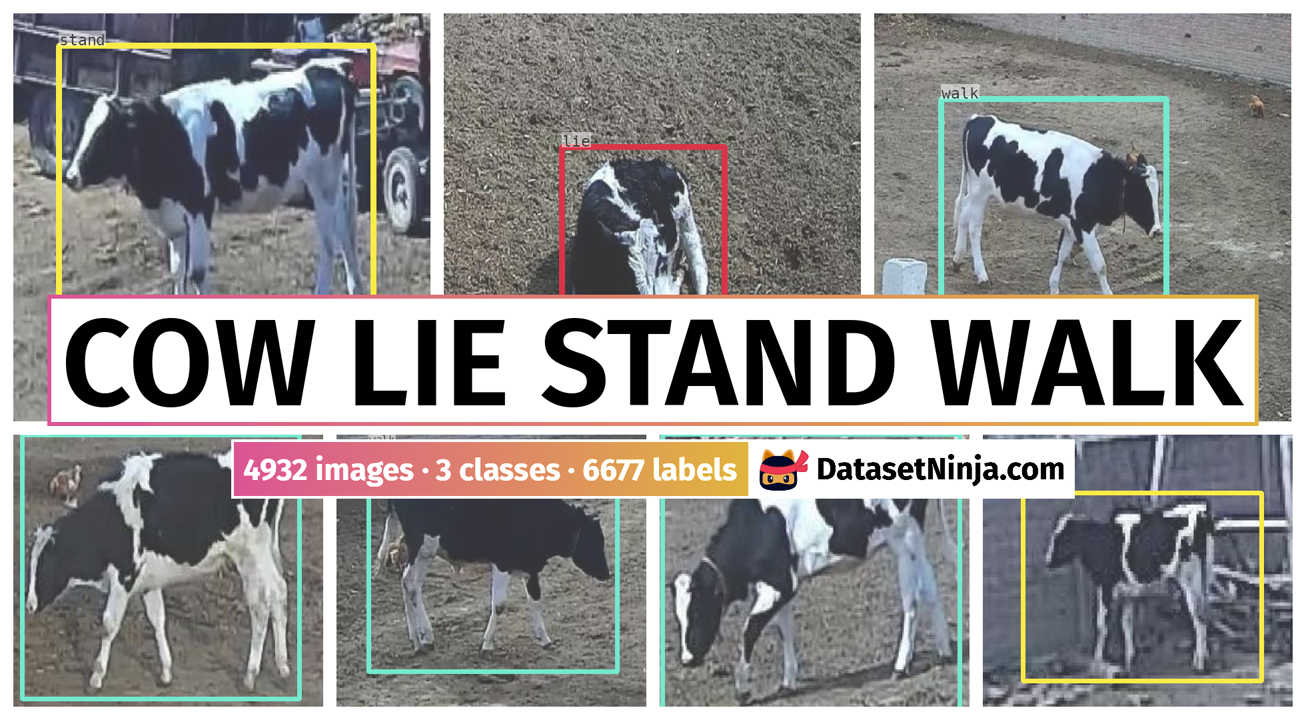 stand
lie
walk
COW LIE STAND WALK
4932 images · 3 classes · 6677 labels
DatasetNinja.com